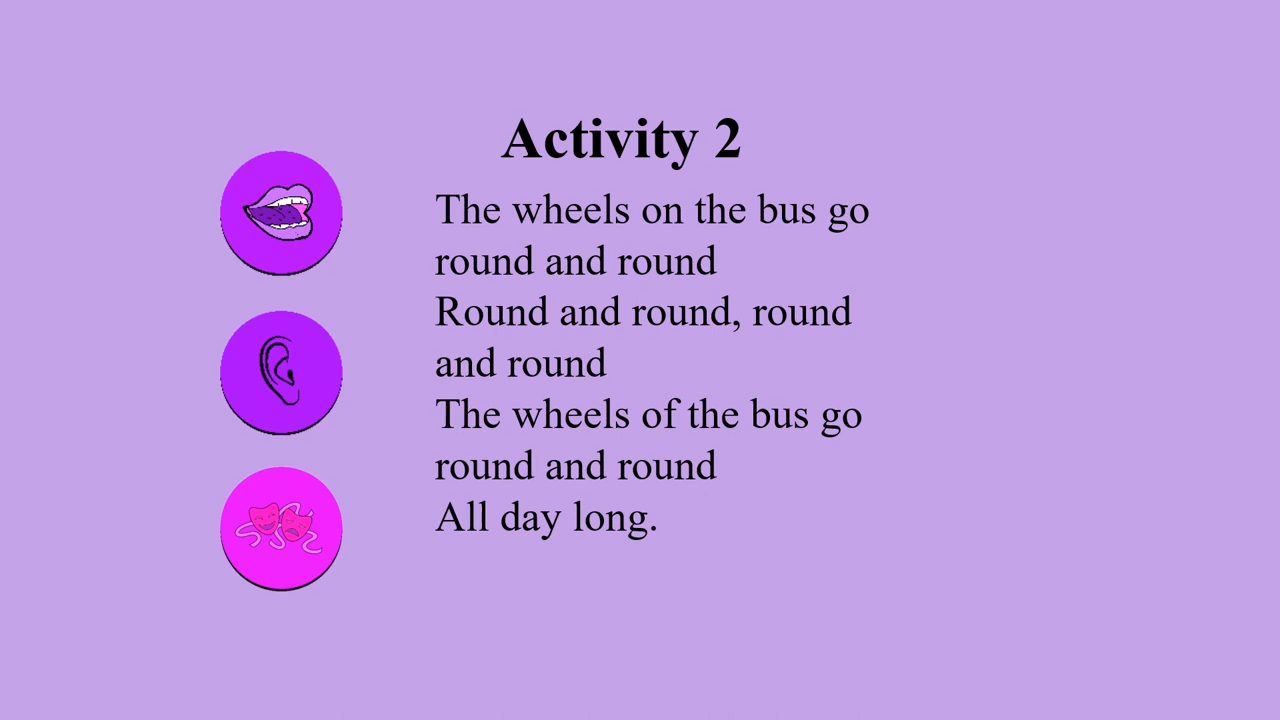 Activity 2
The wheels on the bus go
round and round
Round and round, round
and round
The wheels of the bus go
round and round
All day long.